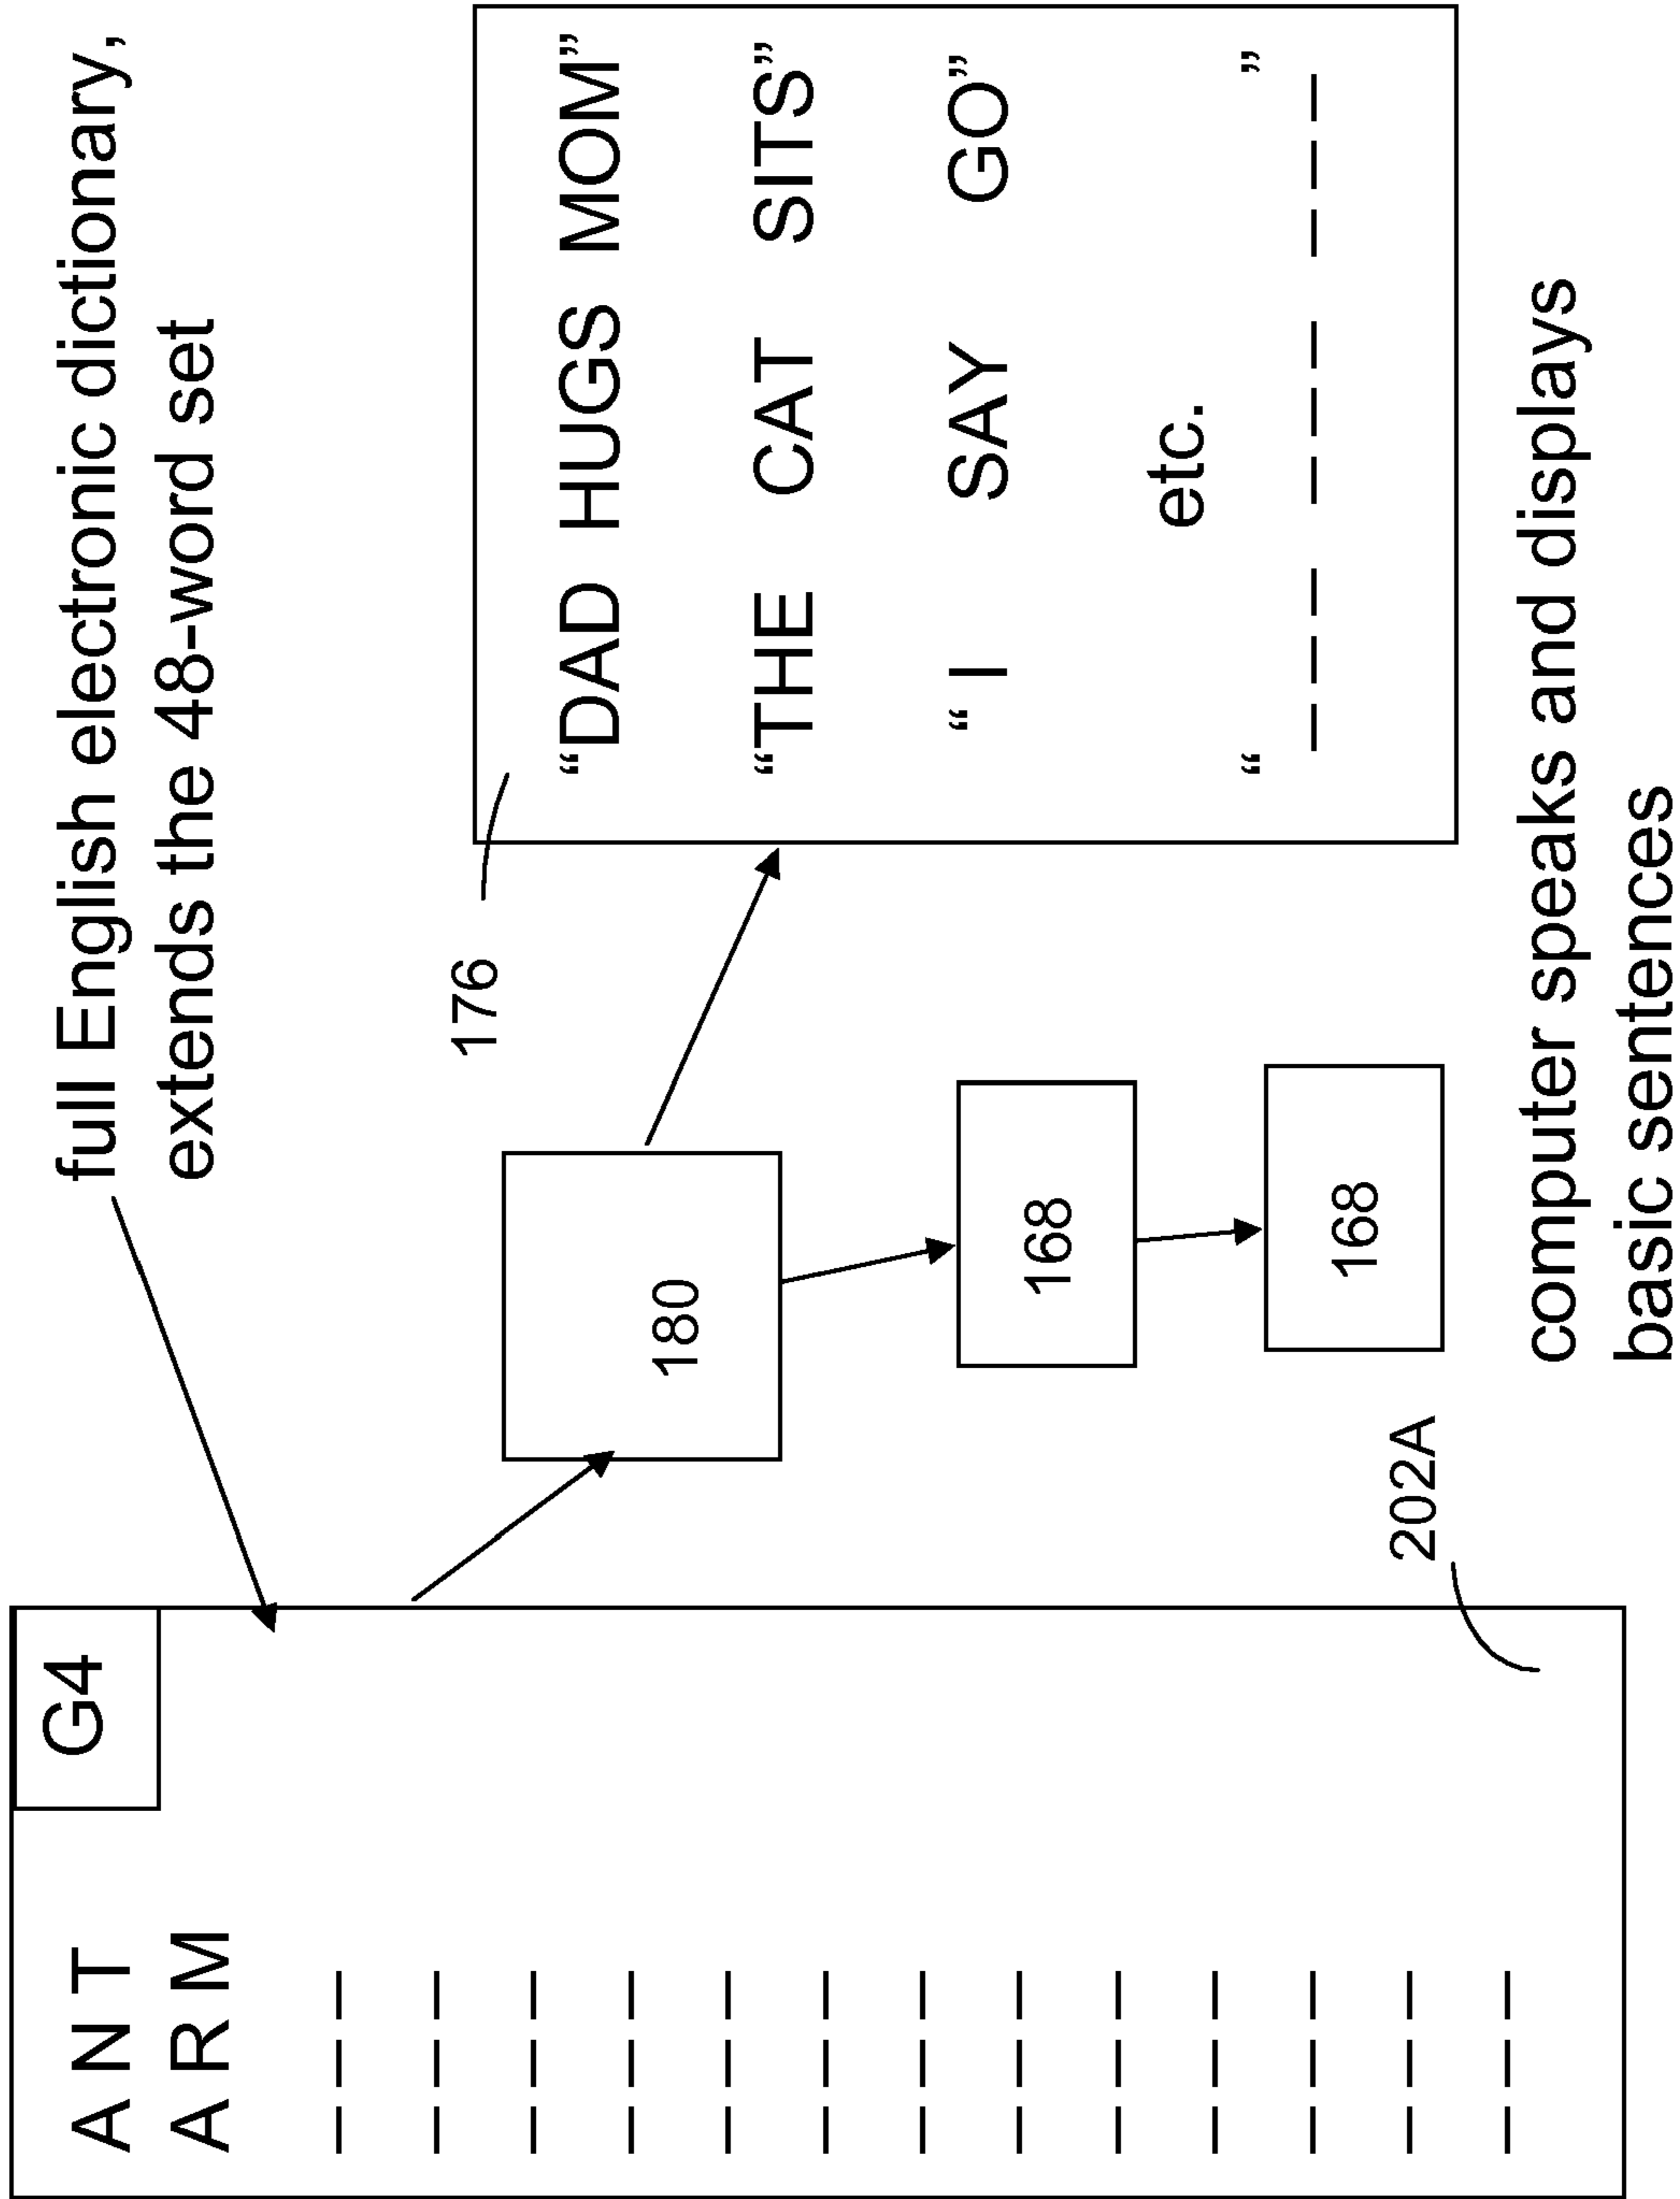 full English electronic dictionary,
extends the 48-word set
G4
A N T
A R M
_ _ _
_ _ _
_ _ _
_ _ _
_ _ _
_ _ _
_ _ _
_ _ _
_ _ _
_ _ _
_ _ _
_ _ _
_ _ _
202A
180
168
168
176
“DAD HUGS MOM”
“THE CAT SITS”
“ I SAY GO”
etc.
“ _ _ _ _ _ _ _ _ _ ”
computer speaks and displays
basic sentences